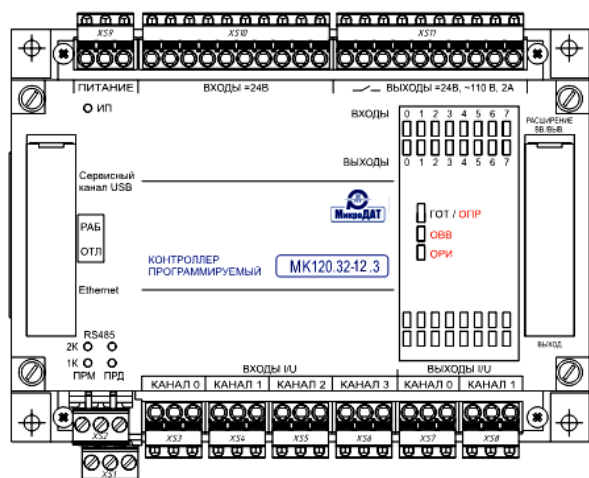 XS9 XS10 XS11
ПИТАНИЕ ВХОДЫ =24В ВЫХОДЫ =24В, ~110 В, 2А
ИП
ВХОДЫ 0 1 2 3 4 5 6 7
РАСШИРЕНИЕ
ВВ./ВЫВ
ВЫХОДЫ 0 1 2 3 4 5 6 7
Сервисный
канал USB
МикроДАТ
ГОТ / ОПР
РАБ
ОВВ
ОТЛ
ОРИ
КОНТРОЛЛЕР
ПРОГРАММИРУЕМЫЙ
МК120.32-12 .3
Ethernet
RS485
2К
ВЫХОД
1К
ПРМ ПРД
ВХОДЫ I/U ВЫХОДЫ I/U
КАНАЛ 0 КАНАЛ 1 КАНАЛ 2 КАНАЛ 3 КАНАЛ 0 КАНАЛ 1
XS2 XS3 XS4 XS5 XS6 XS7 XS8
XS1